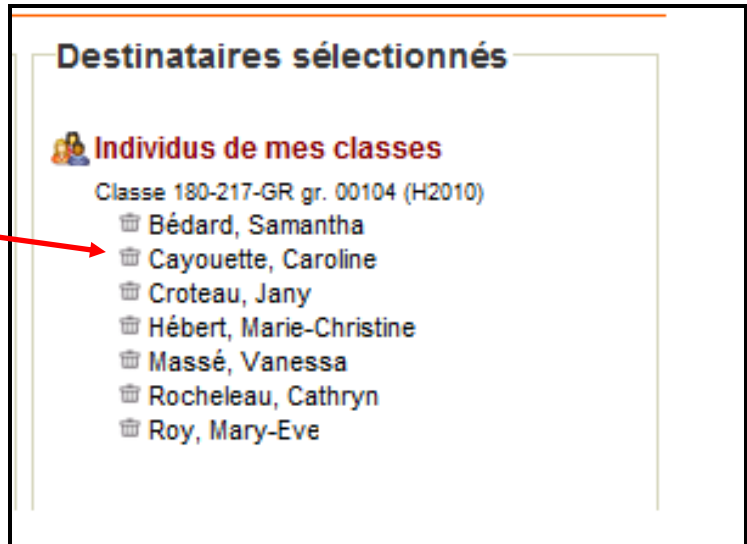 Destinataires sélectionnés
Individus de mes classes
Classe 180-217-GR gr. 00104 (H2010)
Bédard, Samantha
Cayouette, Caroline
Croteau, Jany
Hébert, Marie-Christine
Massé, Vanessa
Rocheleau, Cathryn
Roy, Mary-Eve